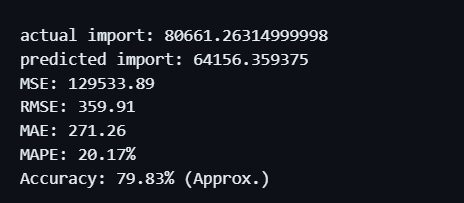 actual import: 80661.26314999998
predicted import: 64156.359375
MSE: 129533.89
RMSE: 359.91
MAE: 271.26
MAPE: 20.17%
Accuracy: 79.83% (Approx.)